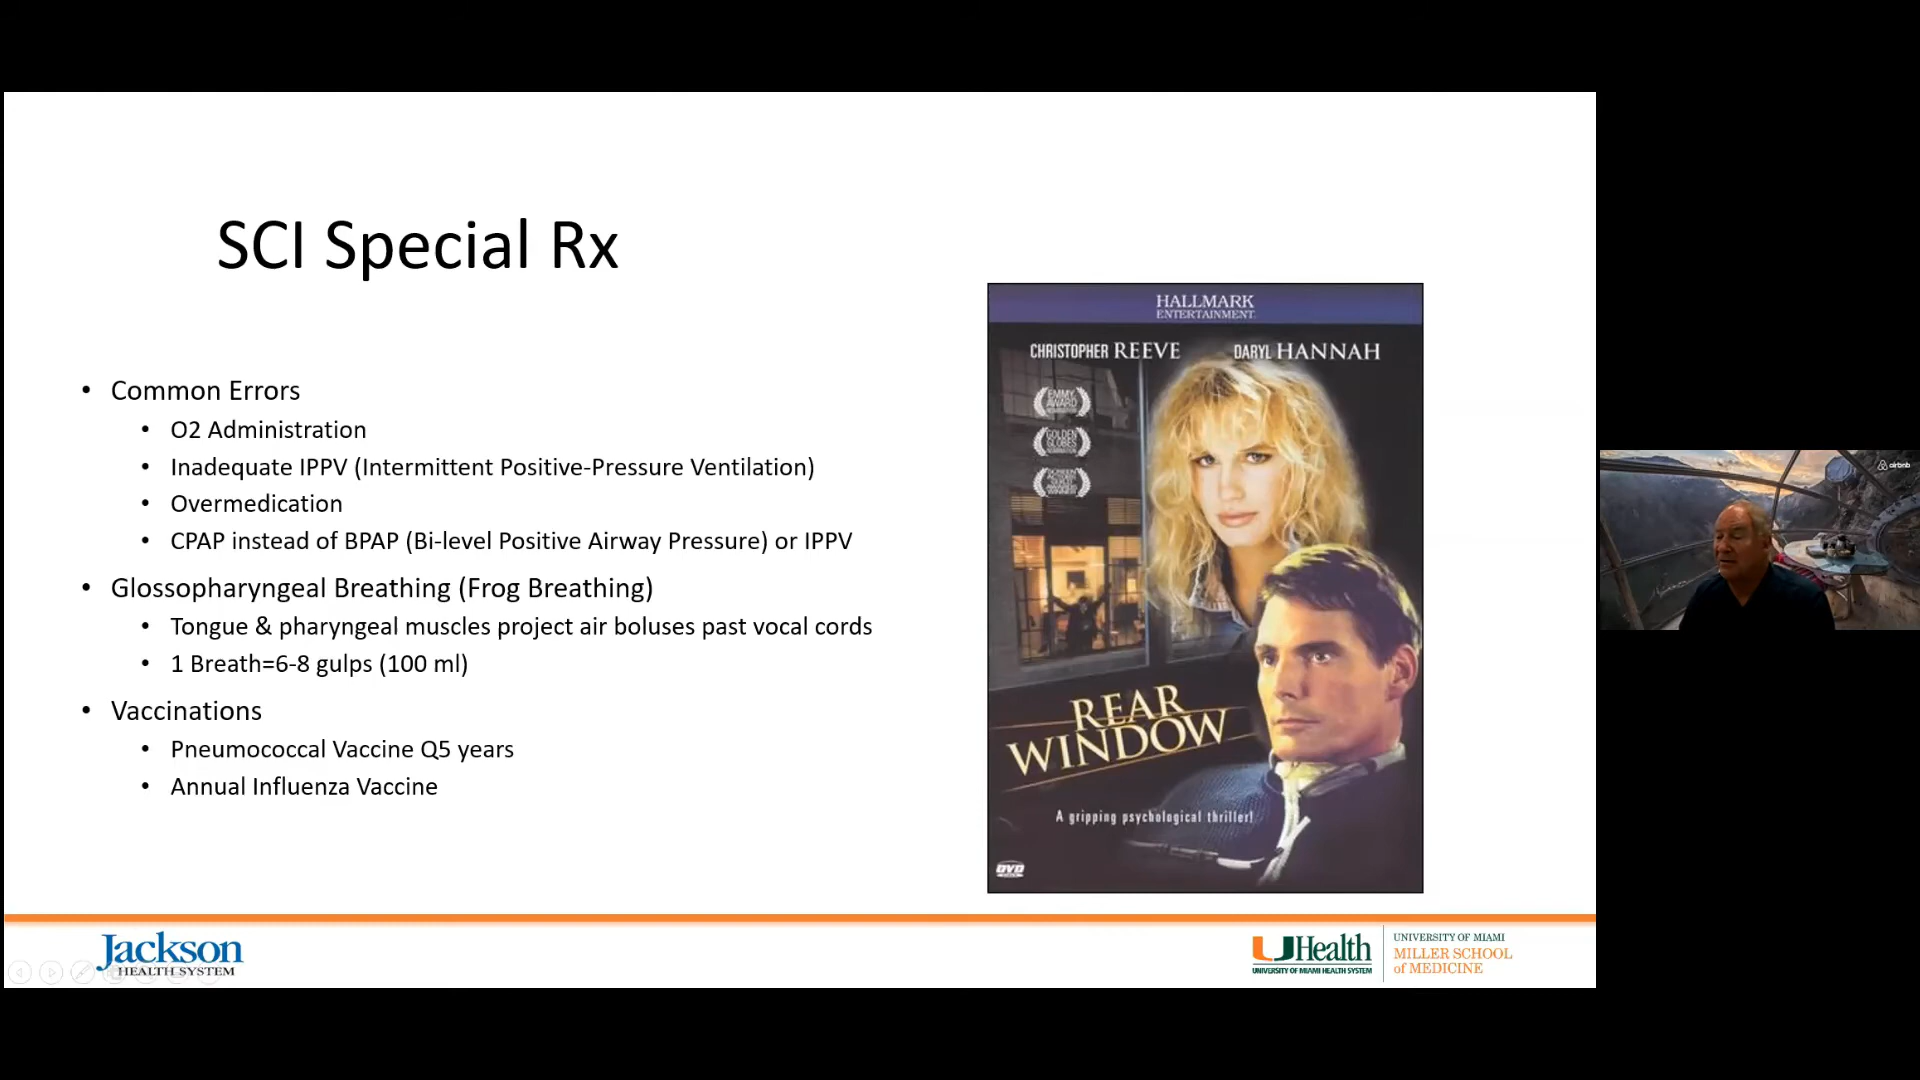 SCI Special Rx
• Common Errors
• O2 Administration
• Inadequate IPPV (Intermittent Positive-Pressure Ventilation)
• Overmedication
• CPAP instead of BPAP (Bi-level Positive Airway Pressure) or IPPV
• Glossopharyngeal Breathing (Frog Breathing)
• Tongue & pharyngeal muscles project air boluses past vocal cords
• 1 Breath=6-8 gulps (100 ml)
• Vaccinations
• Pneumococcal Vaccine Q5 years
• Annual Influenza Vaccine
HALLMARK
ENTERTAINMENT
CHRISTOPHER REEVE DARYL HANNAH
EMMY
AWARD
GOLDEN
GLOBES
NOMINATION
WINNER
REAR
WINDOW
A gripping psychological thriller!
DVD
airbnb
Jackson
HEALTH SYSTEM
UHealth
UNIVERSITY OF MIAMI HEALTH SYSTEM
UNIVERSITY OF MIAMI
MILLER SCHOOL
of MEDICINE